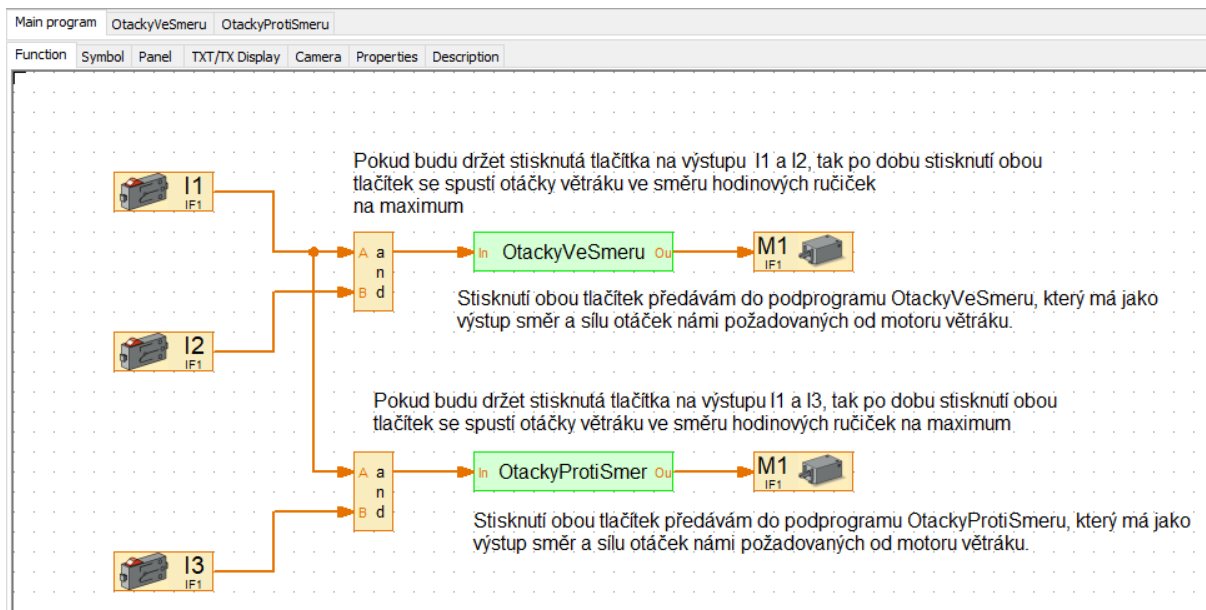 Main program OtackyVeSmeru OtackyProtiSmeru
Function Symbol Panel TXT/TX Display Camera Properties Description
Pokud budu držet stisknutá tlačítka na výstupu I1 a I2, tak po dobu stisknutí obou
tlačítek se spustí otáčky větráku ve směru hodinových ručiček
na maximum
I1
IF1
A a
n
B d
In OtackyVeSmeru Ou
M1
IF1
Stisknutí obou tlačítek předávám do podprogramu OtackyVeSmeru, který má jako
výstup směr a sílu otáček námi požadovaných od motoru větráku.
I2
IF1
Pokud budu držet stisknutá tlačítka na výstupu I1 a I3, tak po dobu stisknutí obou
tlačítek se spustí otáčky větráku ve směru hodinových ručiček na maximum
A a
n
B d
In OtackyProtiSmer Ou
M1
IF1
Stisknutí obou tlačítek předávám do podprogramu OtackyProtiSmeru, který má jako
výstup směr a sílu otáček námi požadovaných od motoru větráku.
I3
IF1